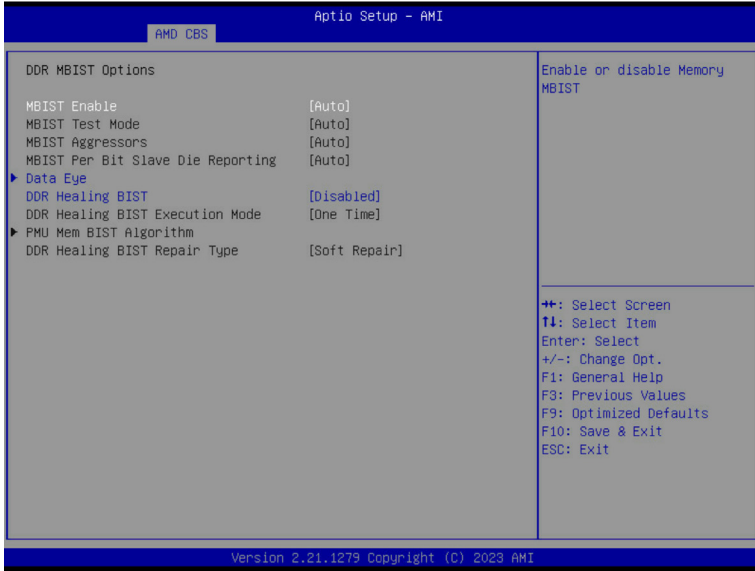 Aptio Setup – AMI
AMD CBS
DDR MBIST Options
MBIST Enable [Auto]
MBIST Test Mode [Auto]
MBIST Aggressors [Auto]
MBIST Per Bit Slave Die Reporting [Auto]
Data Eye
DDR Healing BIST [Disabled]
DDR Healing BIST Execution Mode [One Time]
PMU Mem BIST Algorithm
DDR Healing BIST Repair Type [Soft Repair]
Enable or disable Memory
MBIST
→←: Select Screen
↑↓: Select Item
Enter: Select
+/-: Change Opt.
F1: General Help
F3: Previous Values
F9: Optimized Defaults
F10: Save & Exit
ESC: Exit
Version 2.21.1279 Copyright (C) 2023 AMI